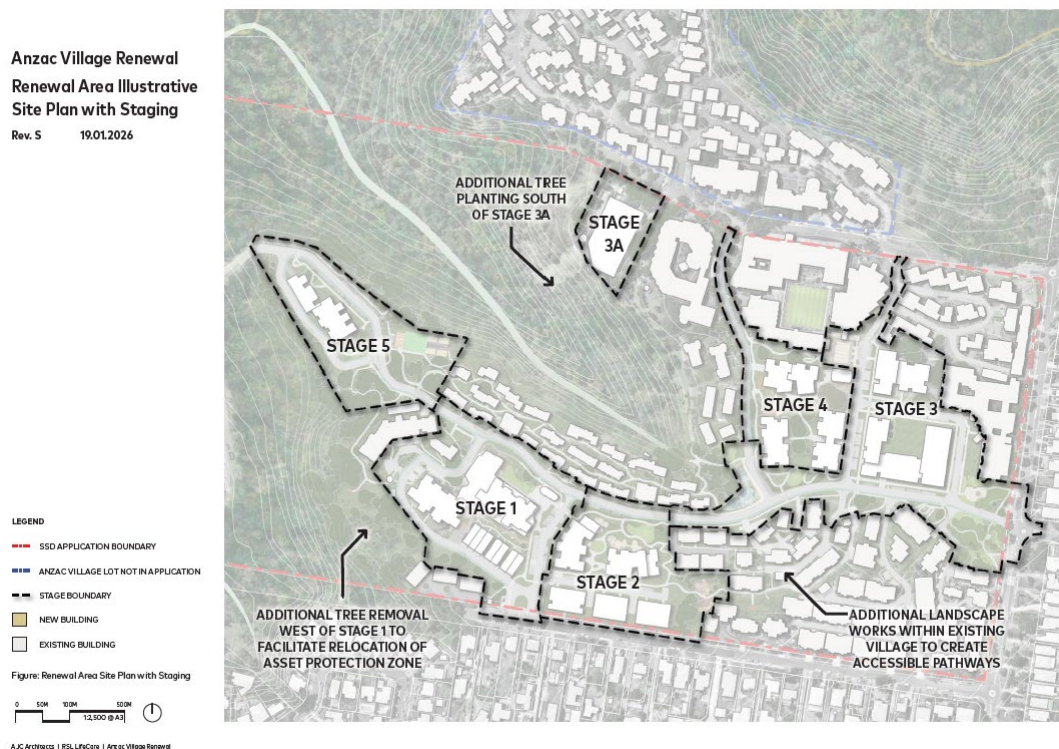 Anzac Village Renewal
Renewal Area Illustrative
Site Plan with Staging
Rev. S 19.01.2026
ADDITIONAL TREE
PLANTING SOUTH
OF STAGE 3A
STAGE
3A
STAGE 5
STAGE 4
STAGE 3
STAGE 1
STAGE 2
ADDITIONAL TREE REMOVAL
WEST OF STAGE 1 TO
FACILITATE RELOCATION OF
ASSET PROTECTION ZONE
ADDITIONAL LANDSCAPE
WORKS WITHIN EXISTING
VILLAGE TO CREATE
ACCESSIBLE PATHWAYS
LEGEND
SSD APPLICATION BOUNDARY
ANZAC VILLAGE LOT NOT IN APPLICATION
STAGE BOUNDARY
NEW BUILDING
EXISTING BUILDING
Figure: Renewal Area Site Plan with Staging
0 50M 100M 500M
1:2,500 @ A3
AJC Architects | RSL LifeCare | Anzac Village Renewal